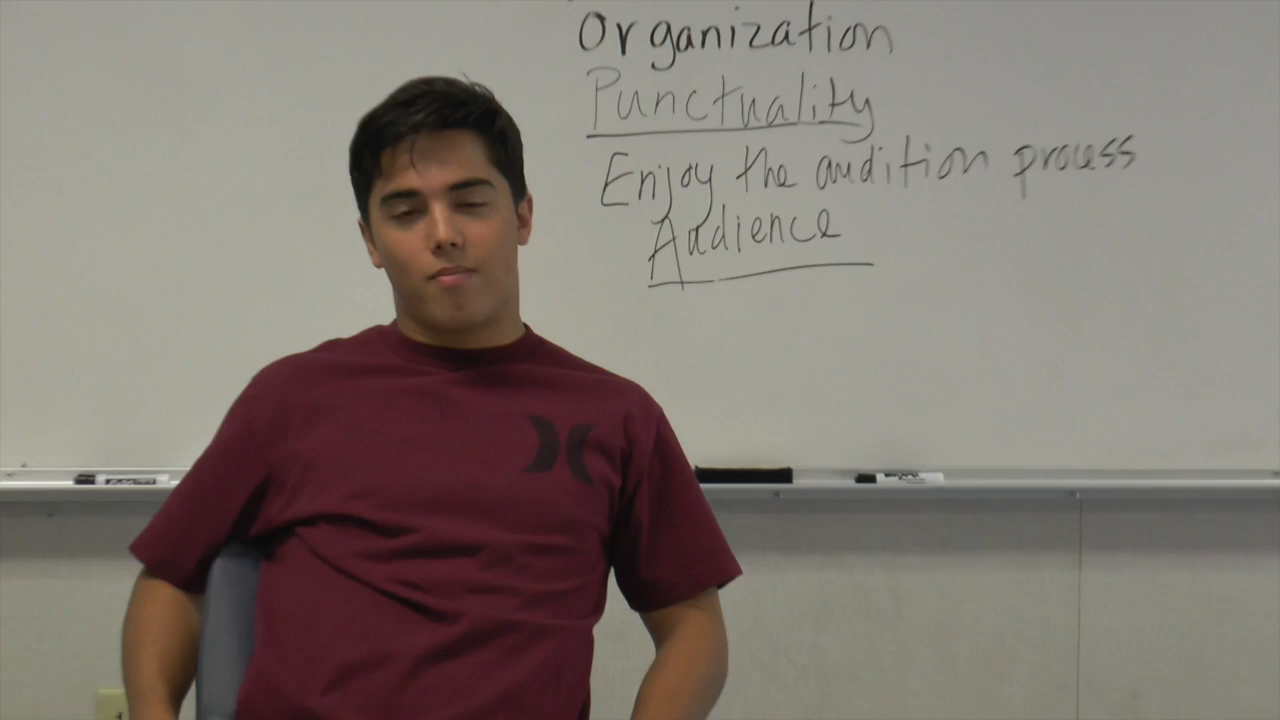 Organization
Punctuality
Enjoy the audition process
Audience